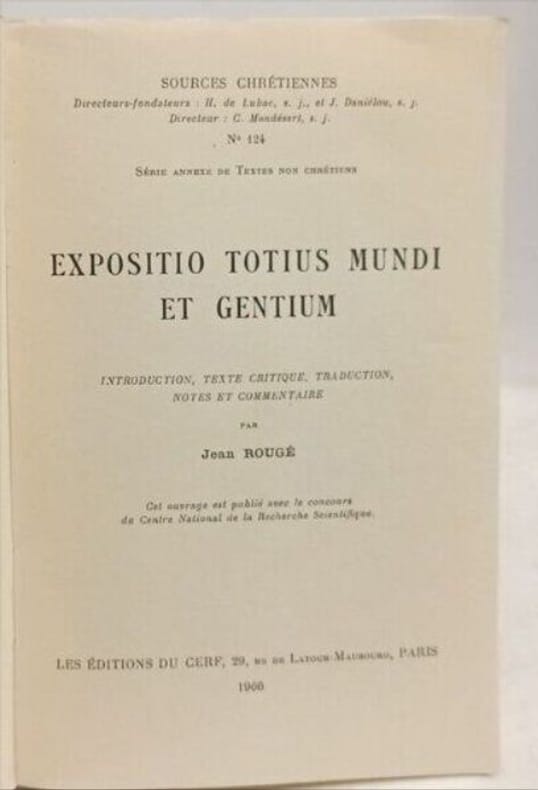 SOURCES CHRÉTIENNES
Directeurs-fondateurs : H. de Lubac, s. j., et J. Daniélou, s. j.
Directeur : C. Mondésert, s. j.
Nº 124
SÉRIE ANNEXE DE TEXTES NON CHRÉTIENS
EXPOSITIO TOTIUS MUNDI
ET GENTIUM
INTRODUCTION, TEXTE CRITIQUE, TRADUCTION,
NOTES ET COMMENTAIRE
PAR
Jean ROUGÉ
Cet ouvrage est publié avec le concours
du Centre National de la Recherche Scientifique.
LES ÉDITIONS DU CERF, 29, BD DE LATOUR-MAUBOURG, PARIS
1966